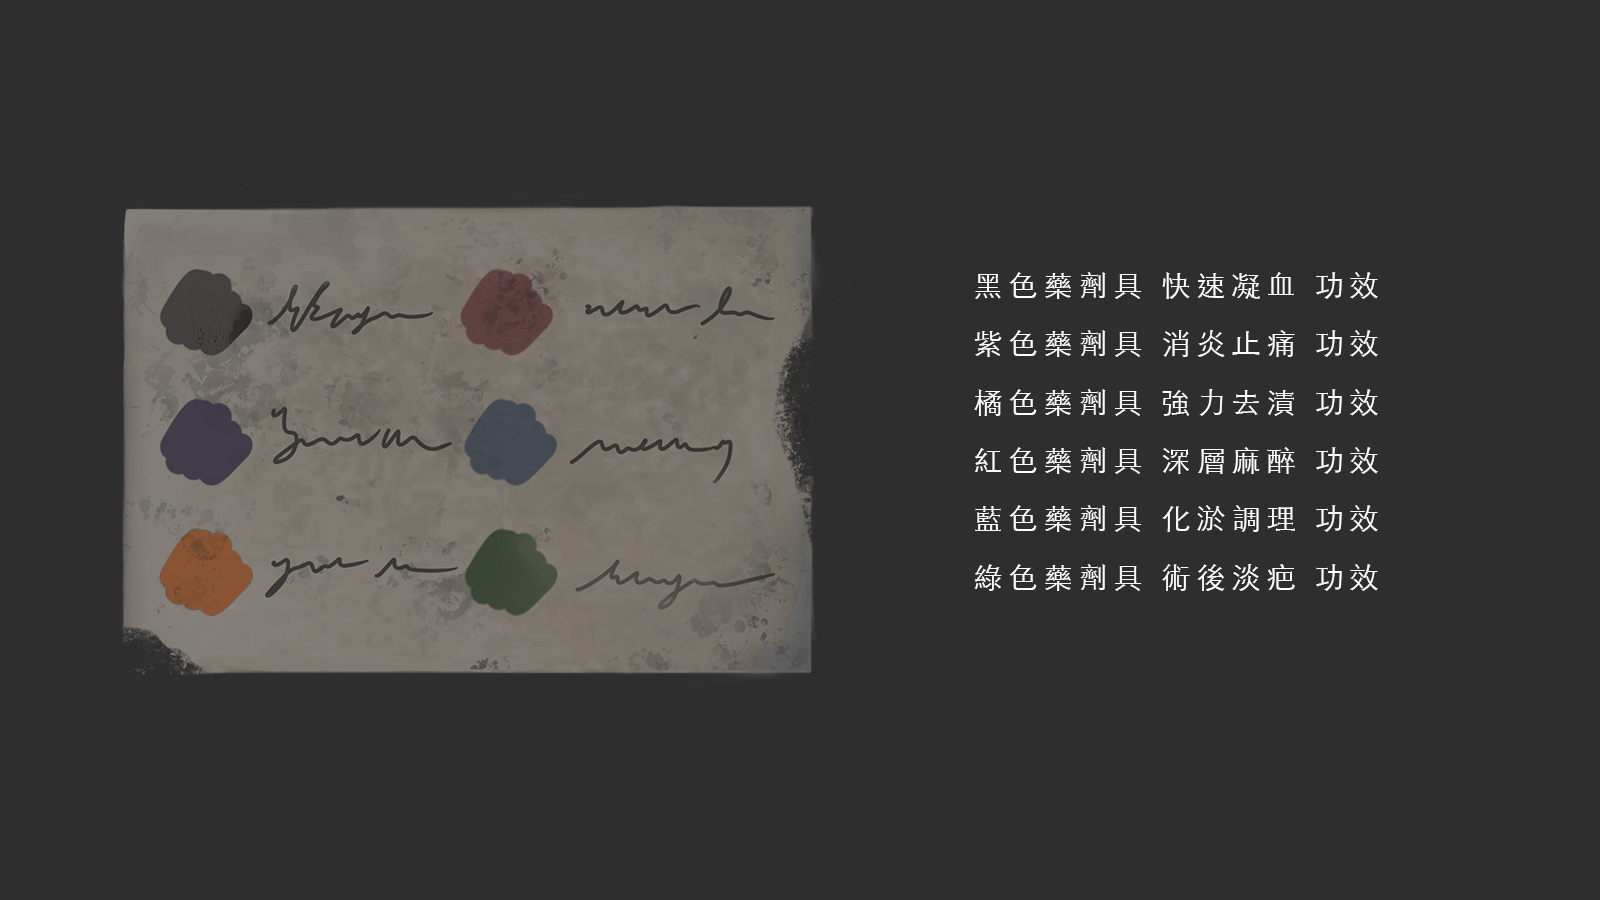 黑色藥劑具 快速凝血 功效
紫色藥劑具 消炎止痛 功效
橘色藥劑具 強力去漬 功效
紅色藥劑具 深層麻醉 功效
藍色藥劑具 化淤調理 功效
綠色藥劑具 術後淡疤 功效